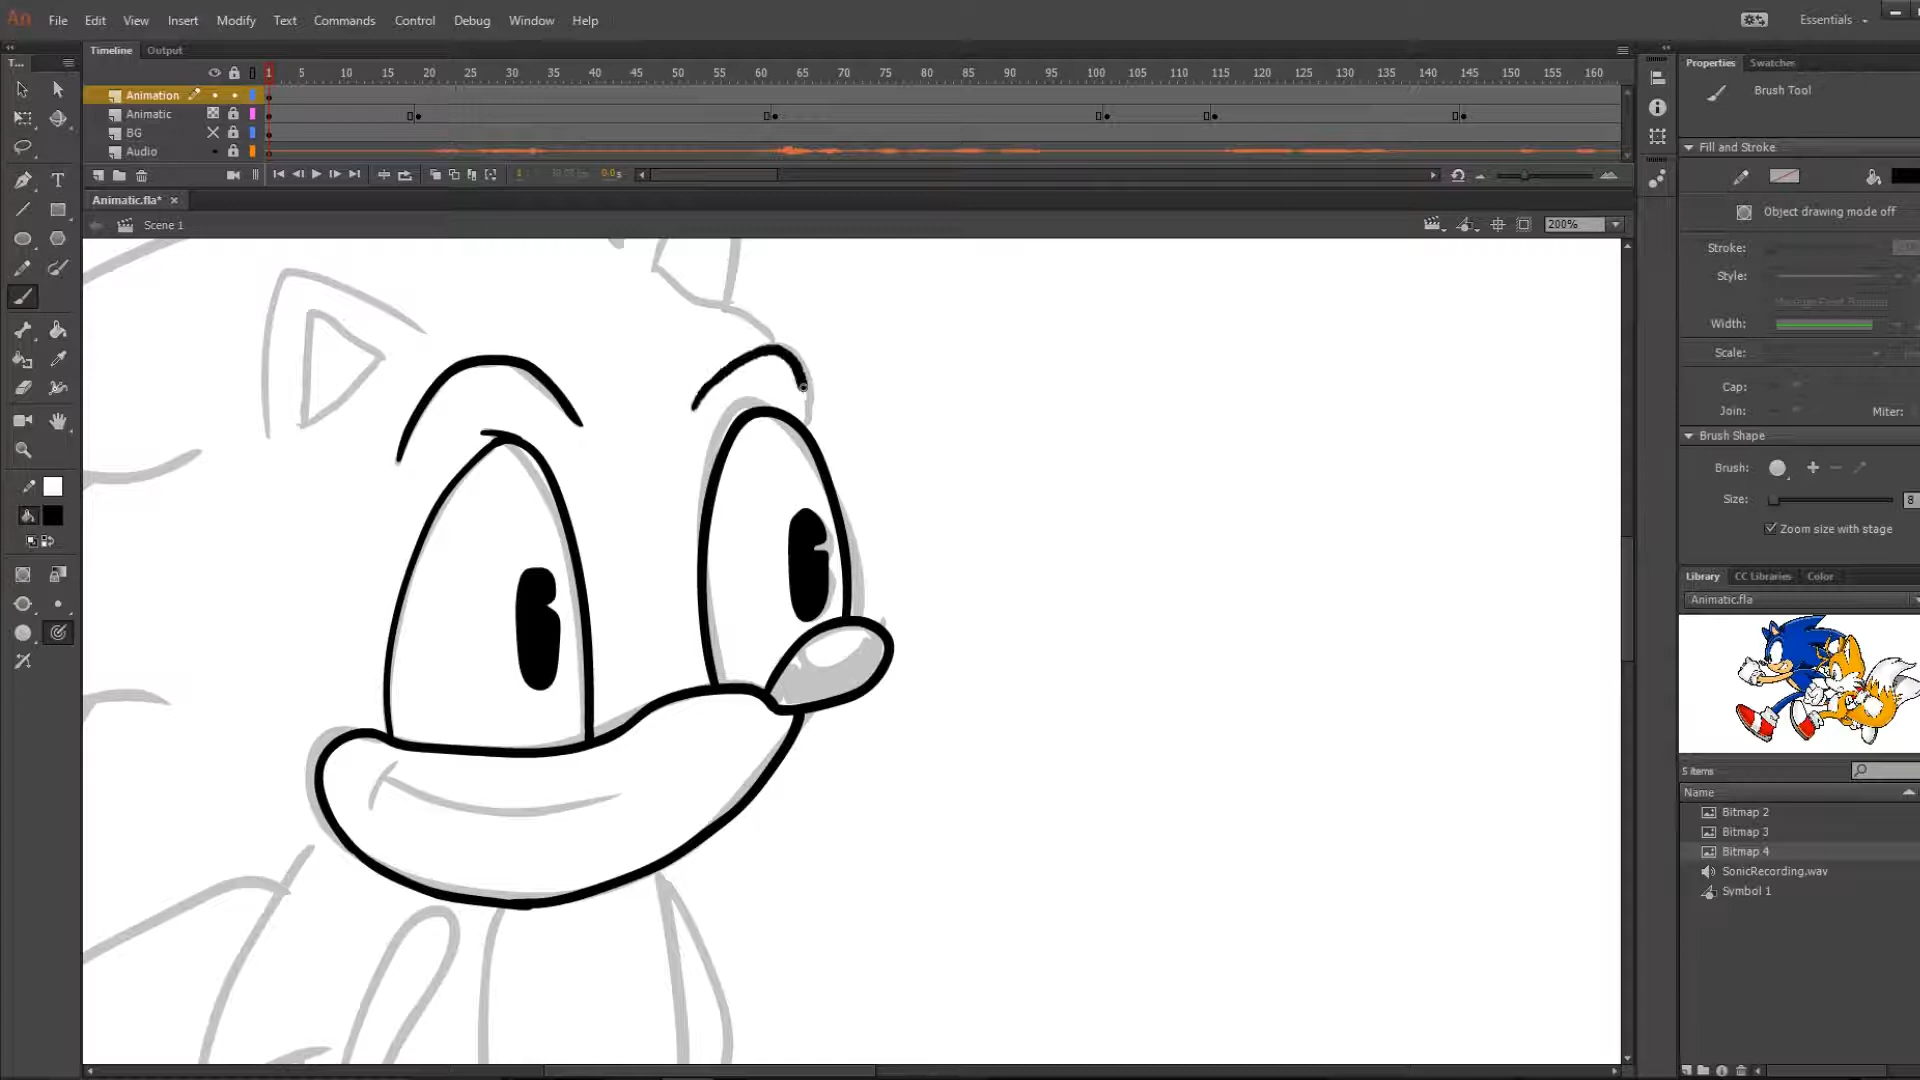 An File Edit View Insert Modify Text Commands Control Debug Window Help Essentials
Timeline Output
T...
1 5 10 15 20 25 30 35 40 45 50 55 60 65 70 75 80 85 90 95 100 105 110 115 120 125 130 135 140 145 150 155 160
Animation
Animatic
BG
Audio
1 0.0 s
Animatic.fla*
Scene 1
200%
Properties Swatches
Brush Tool
Fill and Stroke
Object drawing mode off
Stroke:
Style:
Width:
Scale:
Cap:
Join: Miter:
Brush Shape
Brush:
Size: 8
Zoom size with stage
Library CC Libraries Color
Animatic.fla
5 items
Name
Bitmap 2
Bitmap 3
Bitmap 4
SonicRecording.wav
Symbol 1